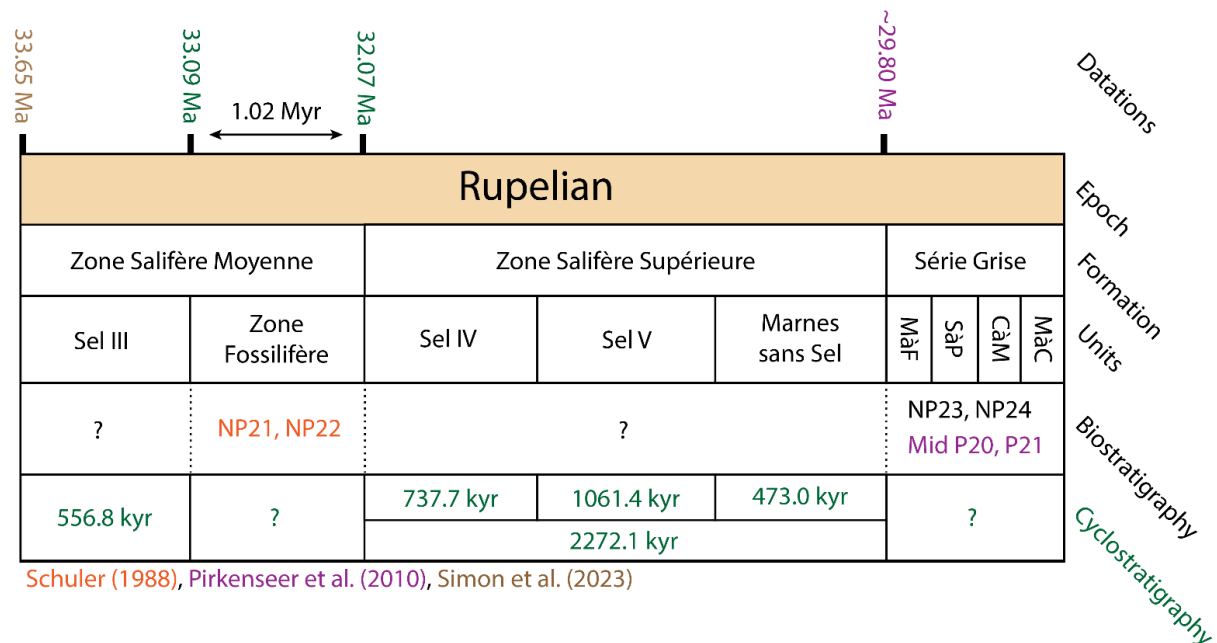 33.65 Ma
33.09 Ma
32.07 Ma
~29.80 Ma
Datations
1.02 Myr
Rupelian
Epoch
Zone Salifère Moyenne
Zone Salifère Supérieure
Série Grise
Formation
Sel III
Zone
Fossilifère
Sel IV
Sel V
Marnes
sans Sel
MàF
SàP
CàM
MàC
Units
?
NP21, NP22
?
NP23, NP24
Mid P20, P21
Biostratigraphy
556.8 kyr
?
737.7 kyr
1061.4 kyr
473.0 kyr
2272.1 kyr
?
Cyclostratigraphy
Schuler (1988), Pirkenseer et al. (2010), Simon et al. (2023)